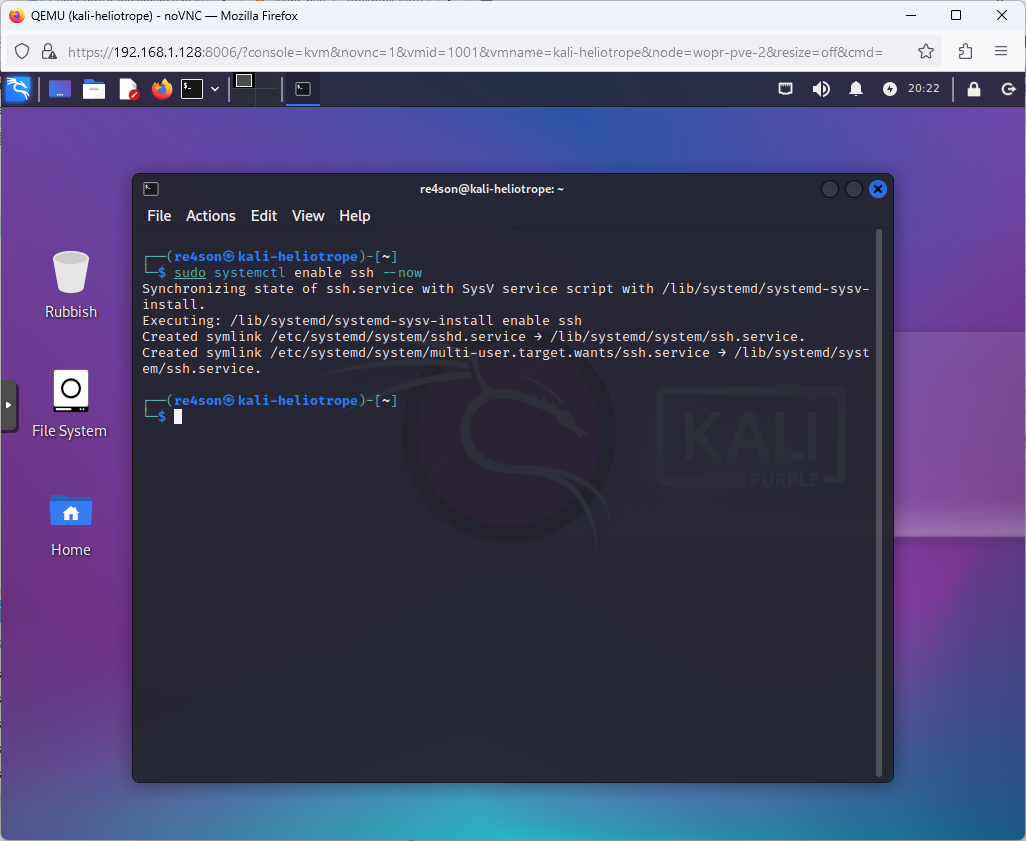 QEMU (kali-heliotrope) - noVNC — Mozilla Firefox
https://192.168.1.128:8006/?console=kvm&novnc=1&vmid=1001&vmname=kali-heliotrope&node=wopr-pve-2&resize=off&cmd=
20:22
re4son@kali-heliotrope: ~
File Actions Edit View Help
┌──(re4son㉿kali-heliotrope)-[~]
└─$ sudo systemctl enable ssh --now
Synchronizing state of ssh.service with SysV service script with /lib/systemd/systemd-sysv-
install.
Executing: /lib/systemd/systemd-sysv-install enable ssh
Created symlink /etc/systemd/system/sshd.service → /lib/systemd/system/ssh.service.
Created symlink /etc/systemd/system/multi-user.target.wants/ssh.service → /lib/systemd/syst
em/ssh.service.
┌──(re4son㉿kali-heliotrope)-[~]
└─$
KALI
PURPLE
Rubbish
File System
Home